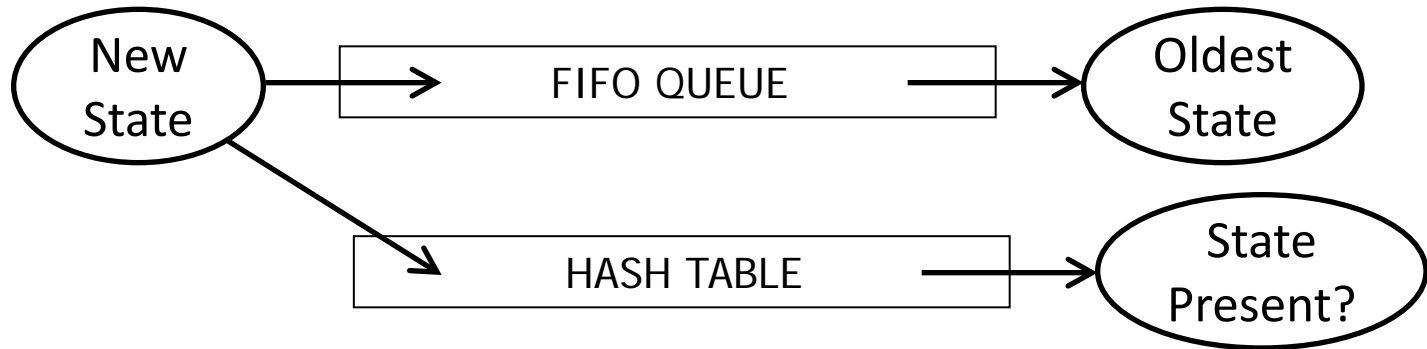 New
State
FIFO QUEUE
Oldest
State
HASH TABLE
State
Present?